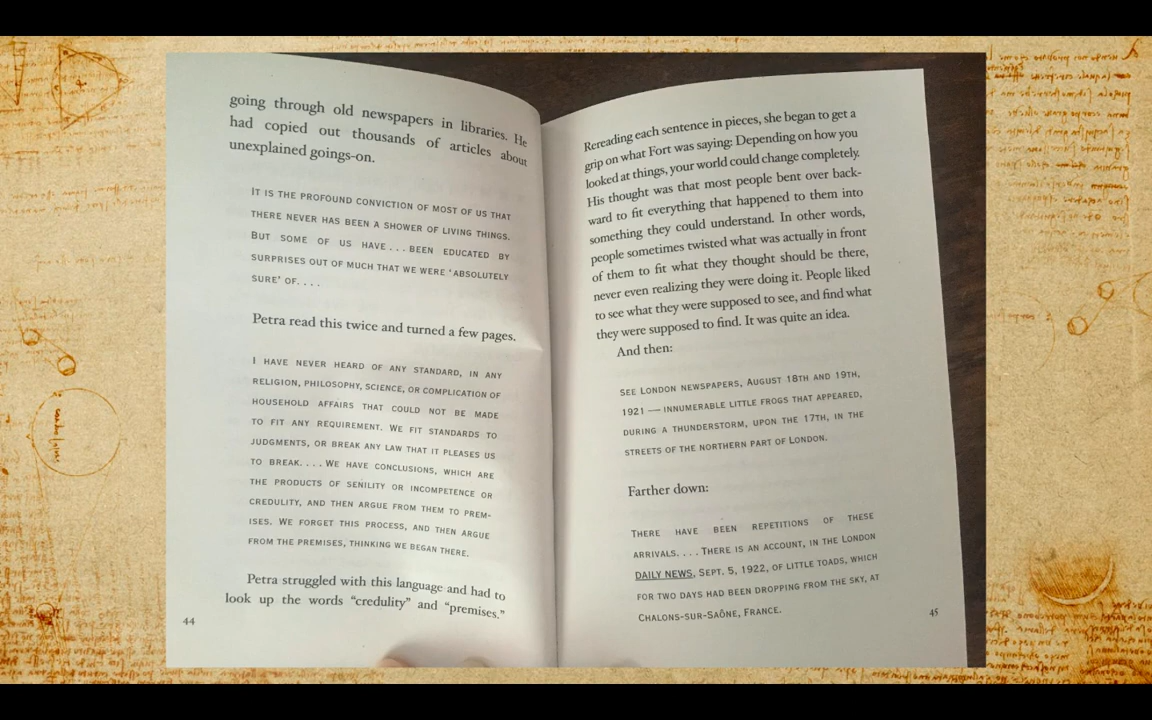 going through old newspapers in libraries. He
had copied out thousands of articles about
unexplained goings-on.
IT IS THE PROFOUND CONVICTION OF MOST OF US THAT
THERE NEVER HAS BEEN A SHOWER OF LIVING THINGS.
BUT SOME OF US HAVE . . . BEEN EDUCATED BY
SURPRISES OUT OF MUCH THAT WE WERE ‘ABSOLUTELY
SURE’ OF. . . .
Petra read this twice and turned a few pages.
I HAVE NEVER HEARD OF ANY STANDARD, IN ANY
RELIGION, PHILOSOPHY, SCIENCE, OR COMPLICATION OF
HOUSEHOLD AFFAIRS THAT COULD NOT BE MADE
TO FIT ANY REQUIREMENT. WE FIT STANDARDS TO
JUDGMENTS, OR BREAK ANY LAW THAT IT PLEASES US
TO BREAK. . . . WE HAVE CONCLUSIONS, WHICH ARE
THE PRODUCTS OF SENILITY OR INCOMPETENCE OR
CREDULITY, AND THEN ARGUE FROM THEM TO PREM-
ISES. WE FORGET THIS PROCESS, AND THEN ARGUE
FROM THE PREMISES, THINKING WE BEGAN THERE.
Petra struggled with this language and had to
look up the words “credulity” and “premises.”
44
Rereading each sentence in pieces, she began to get a
grip on what Fort was saying: Depending on how you
looked at things, your world could change completely.
His thought was that most people bent over back-
ward to fit everything that happened to them into
something they could understand. In other words,
people sometimes twisted what was actually in front
of them to fit what they thought should be there,
never even realizing they were doing it. People liked
to see what they were supposed to see, and find what
they were supposed to find. It was quite an idea.
And then:
SEE LONDON NEWSPAPERS, AUGUST 18TH AND 19TH,
1921 — INNUMERABLE LITTLE FROGS THAT APPEARED,
DURING A THUNDERSTORM, UPON THE 17TH, IN THE
STREETS OF THE NORTHERN PART OF LONDON.
Farther down:
THERE HAVE BEEN REPETITIONS OF THESE
ARRIVALS. . . . THERE IS AN ACCOUNT, IN THE LONDON
DAILY NEWS, SEPT. 5, 1922, OF LITTLE TOADS, WHICH
FOR TWO DAYS HAD BEEN DROPPING FROM THE SKY, AT
CHALONS-SUR-SAÔNE, FRANCE.
45